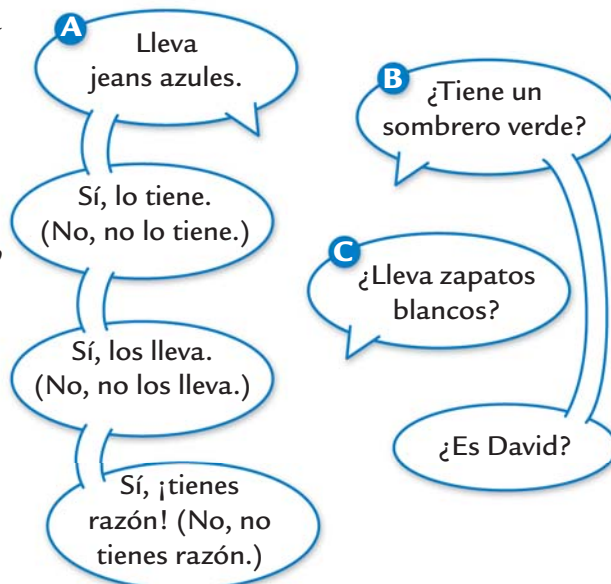 A
Lleva
jeans azules.
B
¿Tiene un
sombrero verde?
Sí, lo tiene.
(No, no lo tiene.)
C
¿Lleva zapatos
blancos?
Sí, los lleva.
(No, no los lleva.)
¿Es David?
Sí, ¡tienes
razón! (No, no
tienes razón.)